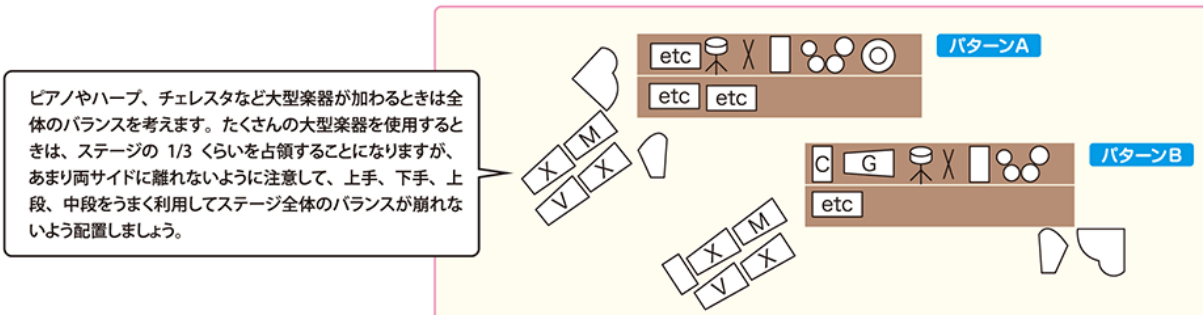 ピアノやハープ、チェレスタなど大型楽器が加わるときは全
体のバランスを考えます。たくさんの大型楽器を使用すると
きは、ステージの 1/3 くらいを占領することになりますが、
あまり両サイドに離れないように注意して、上手、下手、上
段、中段をうまく利用してステージ全体のバランスが崩れな
いよう配置しましょう。
パターンA
etc
etc etc
X M
V X
パターンB
C G
etc
X M
V X